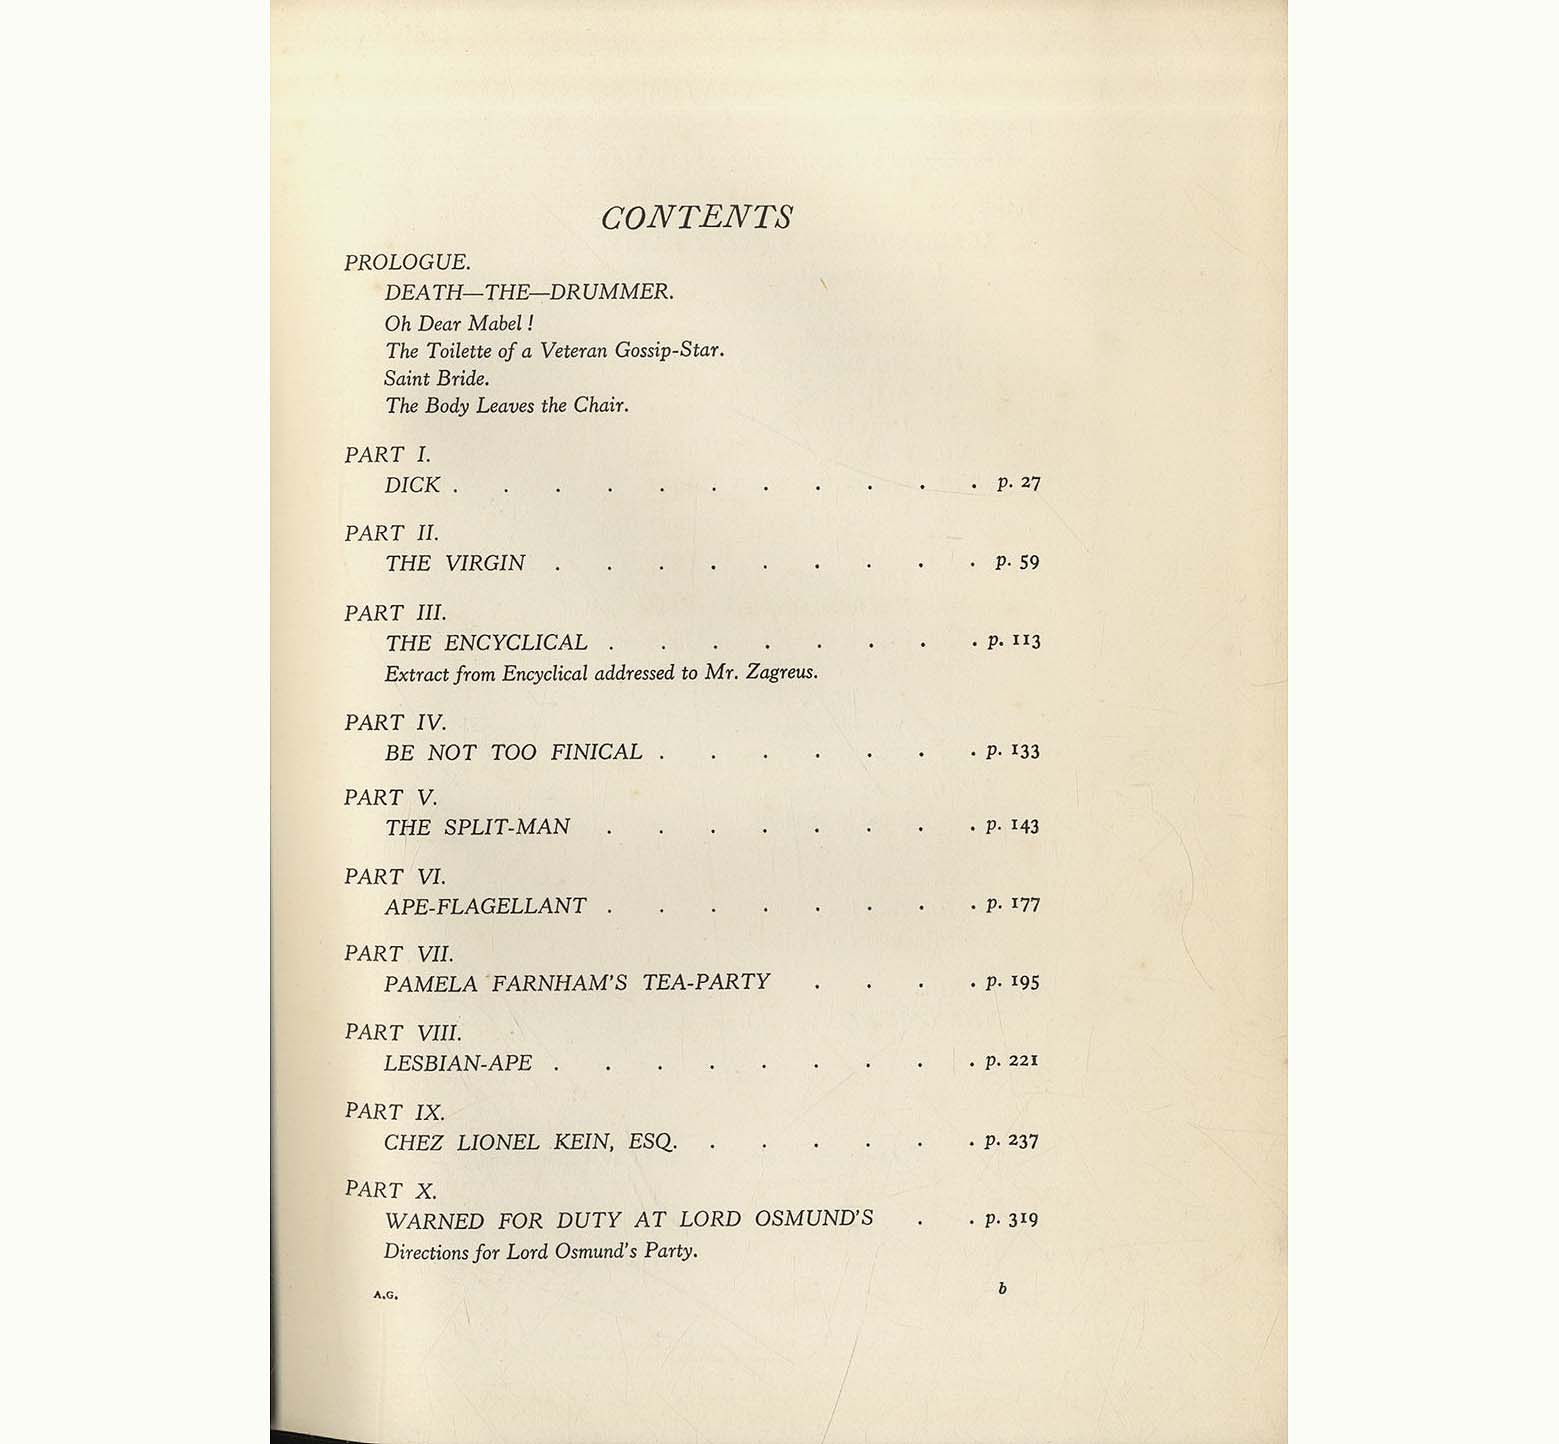 CONTENTS
PROLOGUE.
DEATH—THE—DRUMMER.
Oh Dear Mabel !
The Toilette of a Veteran Gossip-Star.
Saint Bride.
The Body Leaves the Chair.
PART I.
DICK . . . . . . . . . . . p. 27
PART II.
THE VIRGIN . . . . . . . . . p. 59
PART III.
THE ENCYCLICAL . . . . . . . . p. 113
Extract from Encyclical addressed to Mr. Zagreus.
PART IV.
BE NOT TOO FINICAL . . . . . . . p. 133
PART V.
THE SPLIT-MAN . . . . . . . . p. 143
PART VI.
APE-FLAGELLANT . . . . . . . . p. 177
PART VII.
PAMELA FARNHAM'S TEA-PARTY . . . . p. 195
PART VIII.
LESBIAN-APE . . . . . . . . . p. 221
PART IX.
CHEZ LIONEL KEIN, ESQ. . . . . . . p. 237
PART X.
WARNED FOR DUTY AT LORD OSMUND'S . . p. 319
Directions for Lord Osmund's Party.
A.G. b